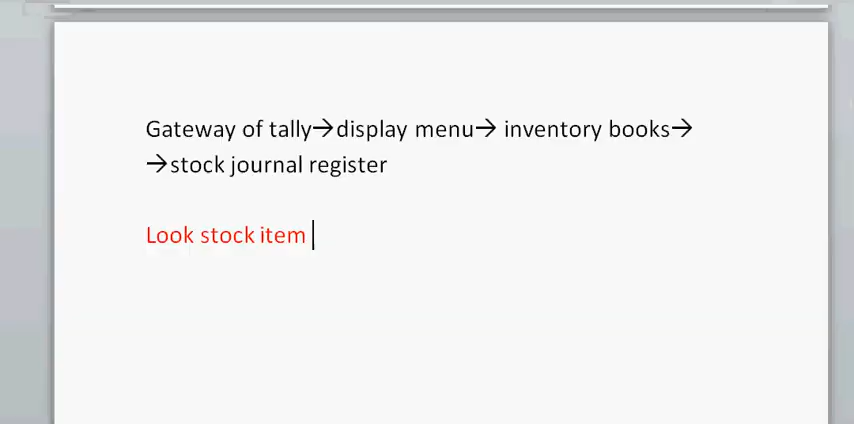 Gateway of tally→display menu→ inventory books→
→stock journal register
Look stock item